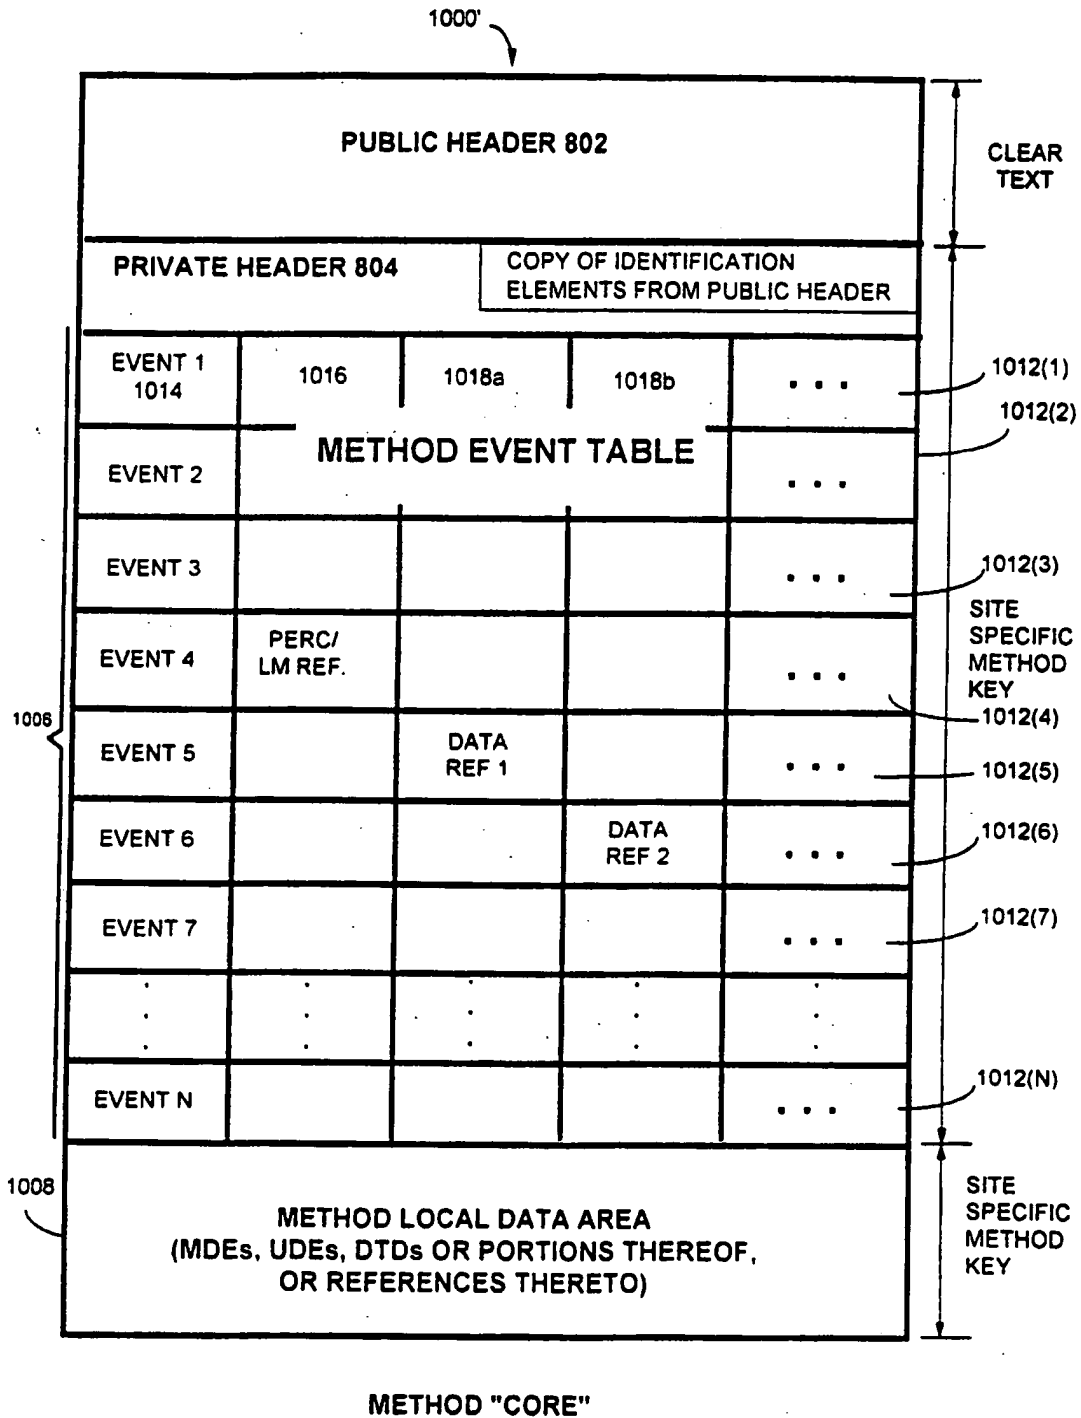 1000'
PUBLIC HEADER 802
CLEAR
TEXT
PRIVATE HEADER 804
COPY OF IDENTIFICATION
ELEMENTS FROM PUBLIC HEADER
EVENT 1
1014
1016
1018a
1018b
. . .
1012(1)
1012(2)
METHOD EVENT TABLE
EVENT 2
. . .
EVENT 3
. . .
1012(3)
SITE
SPECIFIC
METHOD
KEY
EVENT 4
PERC/
LM REF.
. . .
1012(4)
1006
EVENT 5
DATA
REF 1
. . .
1012(5)
EVENT 6
DATA
REF 2
. . .
1012(6)
EVENT 7
. . .
1012(7)
EVENT N
. . .
1012(N)
1008
METHOD LOCAL DATA AREA
(MDEs, UDEs, DTDs OR PORTIONS THEREOF,
OR REFERENCES THERETO)
SITE
SPECIFIC
METHOD
KEY
METHOD "CORE"